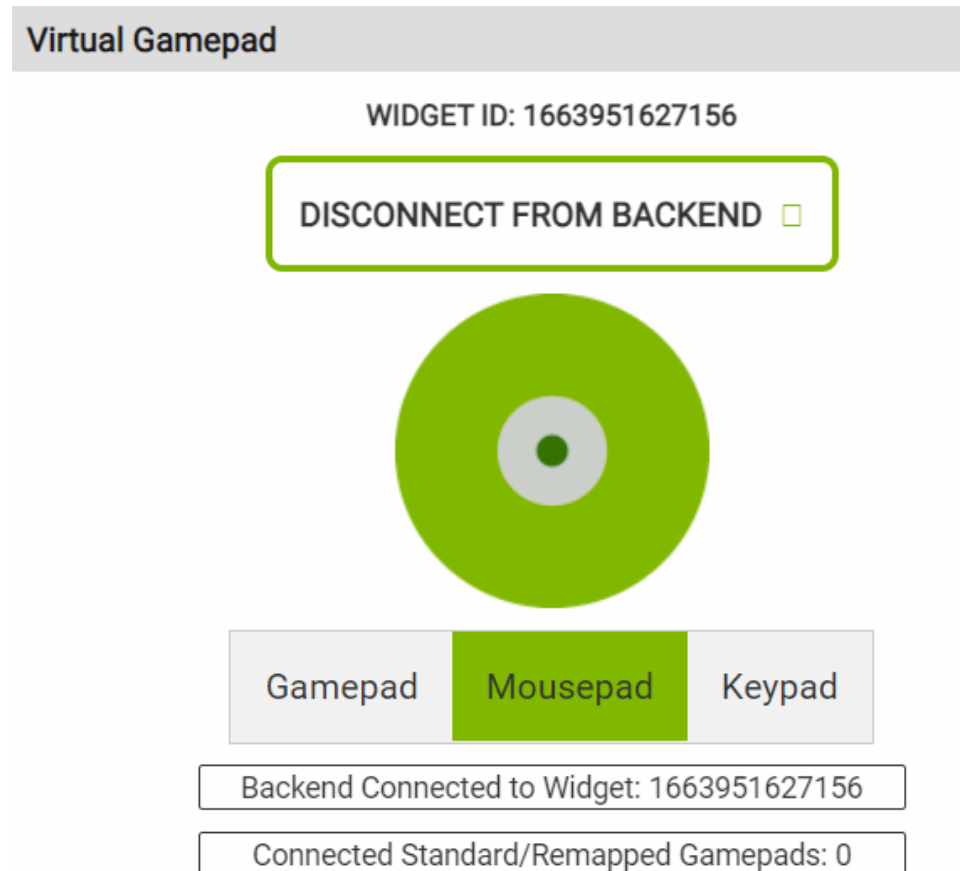 Virtual Gamepad
WIDGET ID: 1663951627156
DISCONNECT FROM BACKEND
Gamepad Mousepad Keypad
Backend Connected to Widget: 1663951627156
Connected Standard/Remapped Gamepads: 0